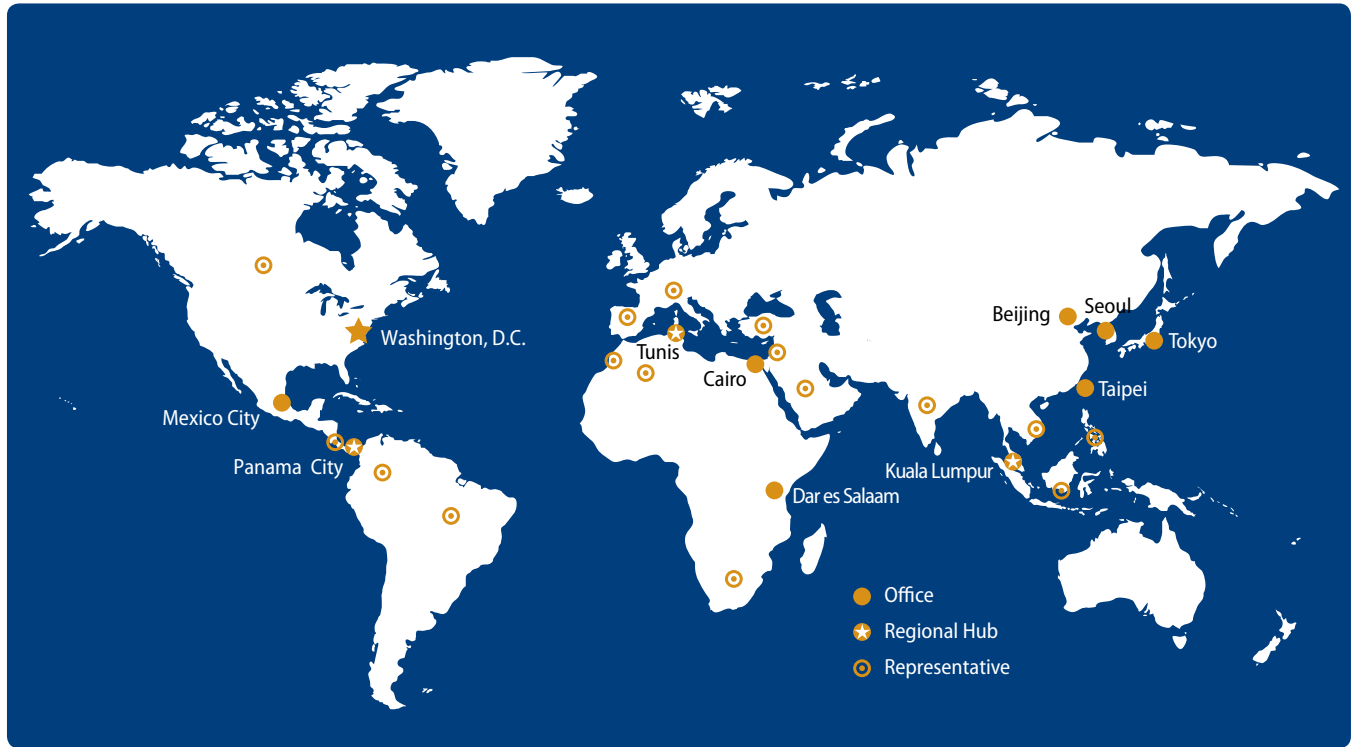 Beijing
Seoul
Washington, D.C.
Tokyo
Tunis
Cairo
Taipei
Mexico City
Panama City
Kuala Lumpur
Dar es Salaam
Office
Regional Hub
Representative